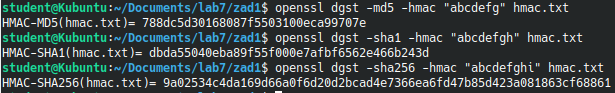 student@Kubuntu:~/Documents/lab7/zad1$ openssl dgst -md5 -hmac "abcdefg" hmac.txt
HMAC-MD5(hmac.txt)= 788dc5d30168087f5503100eca99707e
student@Kubuntu:~/Documents/lab7/zad1$ openssl dgst -sha1 -hmac "abcdefgh" hmac.txt
HMAC-SHA1(hmac.txt)= dbda55040eba89f55f000e7afbf6562e466b243d
student@Kubuntu:~/Documents/lab7/zad1$ openssl dgst -sha256 -hmac "abcdefghi" hmac.txt
HMAC-SHA256(hmac.txt)= 9a02534c4da169d66a0f6d20d2bcad4e7366ea6fd47b85d423a081863cf68861